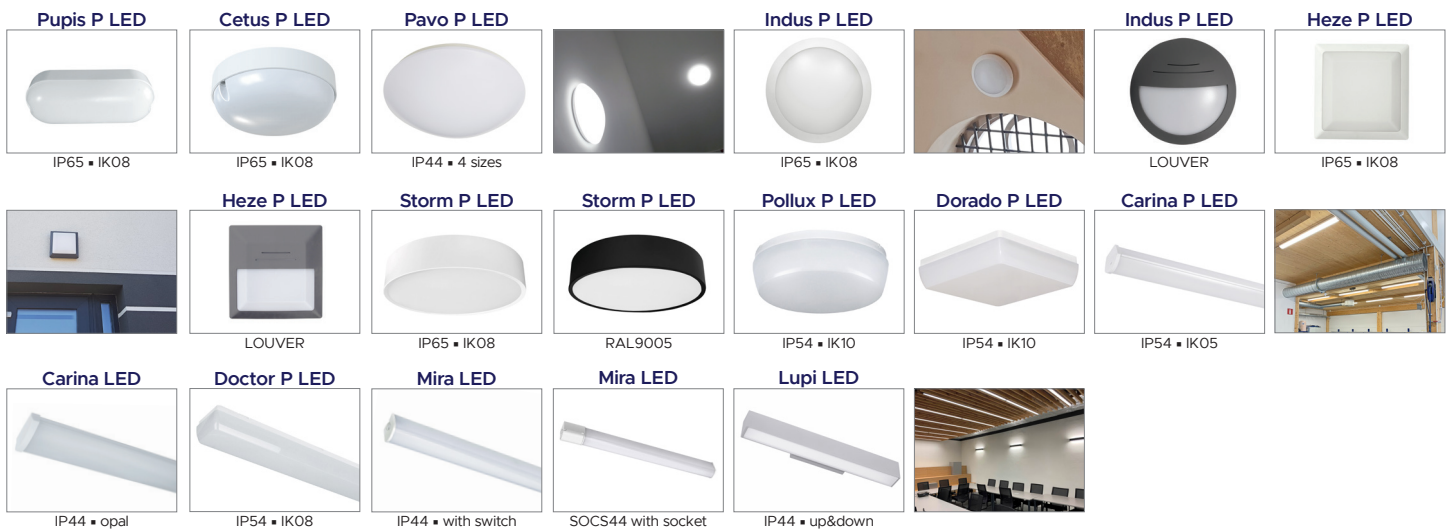 Pupis P LED
Cetus P LED
Pavo P LED
Indus P LED
Indus P LED
Heze P LED
IP65 ▪ IK08
IP65 ▪ IK08
IP44 ▪ 4 sizes
IP65 ▪ IK08
LOUVER
IP65 ▪ IK08
Heze P LED
Storm P LED
Storm P LED
Pollux P LED
Dorado P LED
Carina P LED
LOUVER
IP65 ▪ IK08
RAL9005
IP54 ▪ IK10
IP54 ▪ IK10
IP54 ▪ IK05
Carina LED
Doctor P LED
Mira LED
Mira LED
Lupi LED
IP44 ▪ opal
IP54 ▪ IK08
IP44 ▪ with switch
SOCS44 with socket
IP44 ▪ up&down